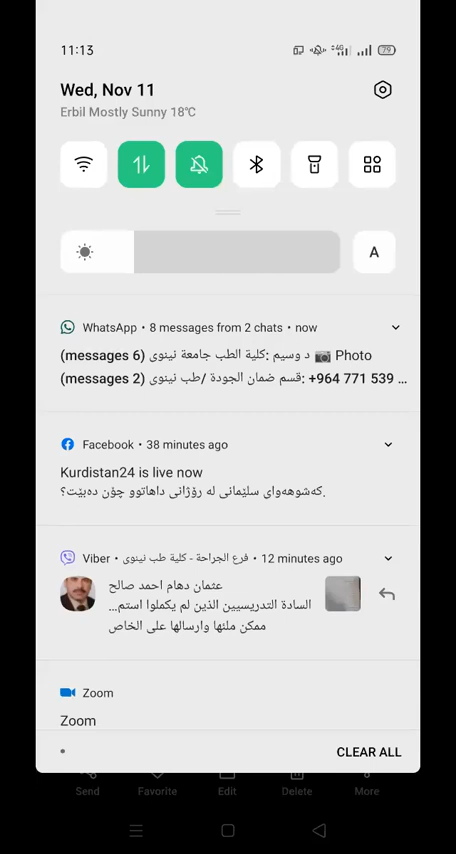 11:13
4G
79
Wed, Nov 11
Erbil Mostly Sunny 18°C
A
WhatsApp • 8 messages from 2 chats • now
(messages 6) د وسيم :كلية الطب جامعة نينوى 📷 Photo
(messages 2) قسم ضمان الجودة /طب نينوى: +964 771 539 ...
Facebook • 38 minutes ago
Kurdistan24 is live now
كەشوهەوای سلێمانی لە رۆژانی داهاتوو چۆن دەبێت؟.
Viber • فرع الجراحة - كلية طب نينوى • 12 minutes ago
عثمان دهام احمد صالح
السادة التدريسيين الذين لم يكملوا استم...
ممكن ملئها وارسالها على الخاص
Zoom
Zoom
CLEAR ALL
Send
Favorite
Edit
Delete
More